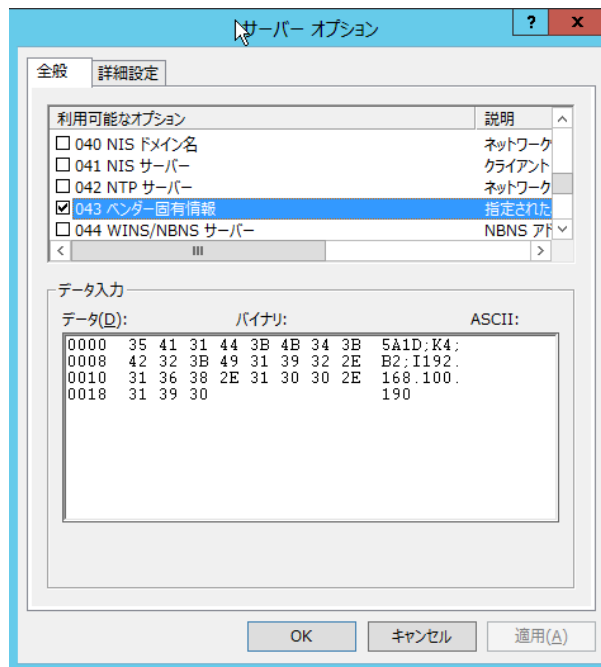 サーバー オプション ? x
全般 詳細設定
利用可能なオプション 説明
040 NIS ドメイン名 ネットワーク
041 NIS サーバー クライアント
042 NTP サーバー ネットワーク
043 ベンダー固有情報 指定された
044 WINS/NBNS サーバー NBNS アド
データ入力
データ(D): バイナリ: ASCII:
0000 35 41 31 44 3B 4B 34 3B 5A1D;K4;
0008 42 32 3B 49 31 39 32 2E B2;I192.
0010 31 36 38 2E 31 30 30 2E 168.100.
0018 31 39 30 190
OK キャンセル 適用(A)